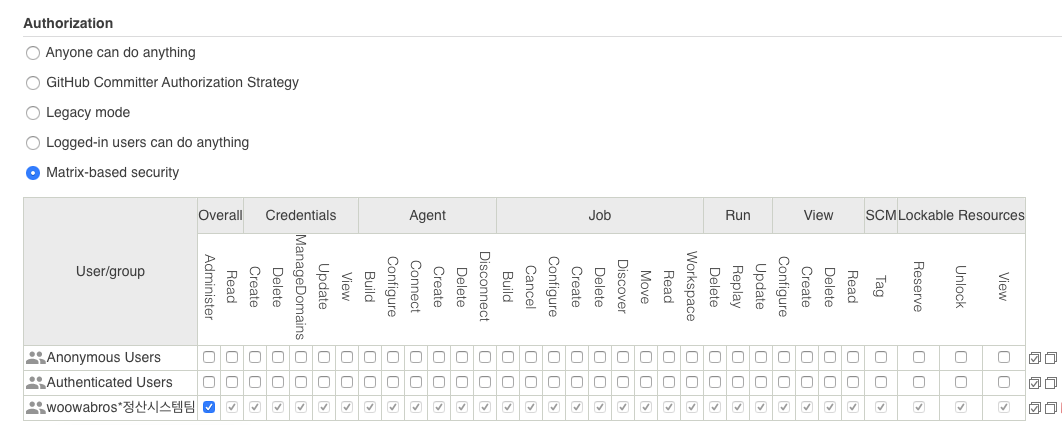 Authorization
Anyone can do anything
GitHub Committer Authorization Strategy
Legacy mode
Logged-in users can do anything
Matrix-based security
User/group Overall Credentials Agent Job Run View SCM Lockable Resources
Administer Read Create Delete ManageDomains Update View Build Configure Connect Create Delete Disconnect Build Cancel Configure Create Delete Discover Move Read Workspace Delete Replay Update Configure Create Delete Read Tag Reserve Unlock View
Anonymous Users
Authenticated Users
woowabros*정산시스템팀